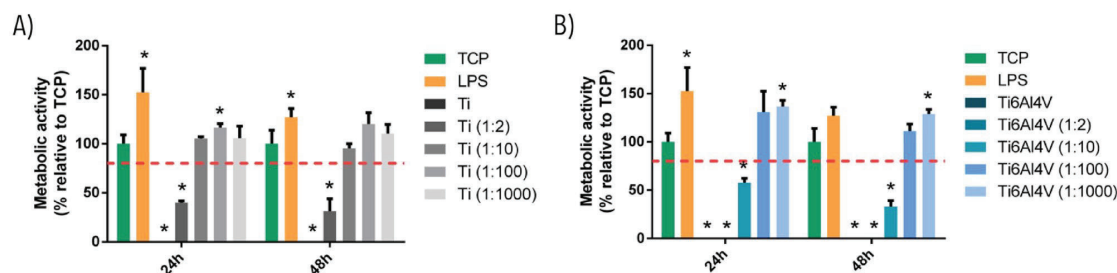 A)
Metabolic activity
(% relative to TCP)
200
150
100
50
0
*
*
*
*
*
*
24h
48h
TCP
LPS
Ti
Ti (1:2)
Ti (1:10)
Ti (1:100)
Ti (1:1000)
B)
Metabolic activity
(% relative to TCP)
200
150
100
50
0
*
*
*
*
*
*
*
*
*
24h
48h
TCP
LPS
Ti6Al4V
Ti6Al4V (1:2)
Ti6Al4V (1:10)
Ti6Al4V (1:100)
Ti6Al4V (1:1000)